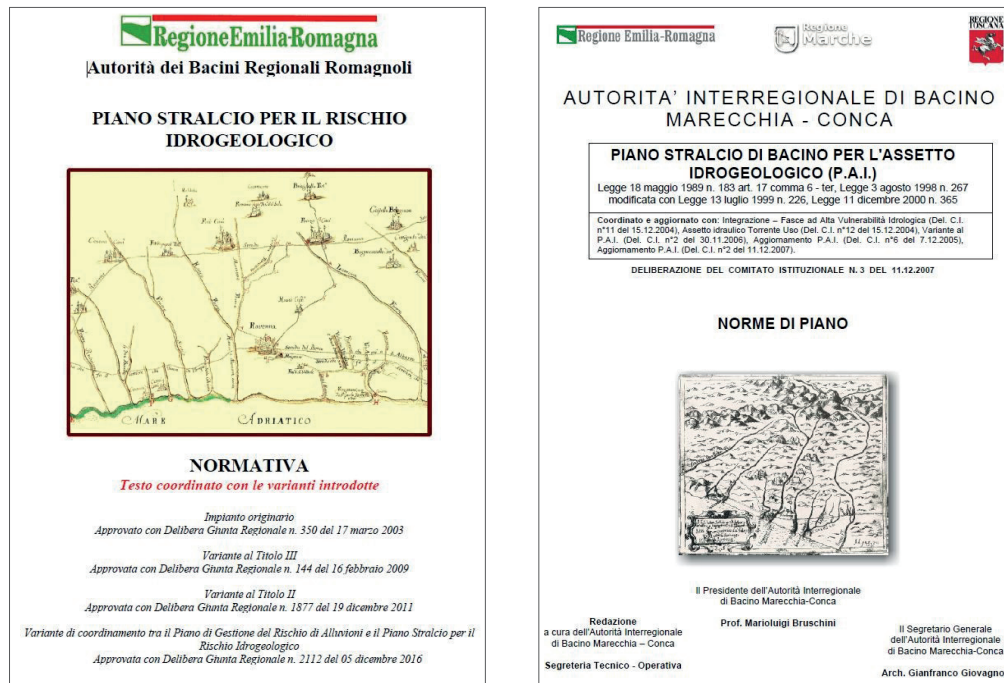 RegioneEmilia-Romagna
Autorità dei Bacini Regionali Romagnoli
PIANO STRALCIO PER IL RISCHIO
IDROGEOLOGICO
Ravenna
MARE ADRIATICO
NORMATIVA
Testo coordinato con le varianti introdotte
Impianto originario
Approvato con Delibera Giunta Regionale n. 350 del 17 marzo 2003
Variante al Titolo III
Approvata con Delibera Giunta Regionale n. 144 del 16 febbraio 2009
Variante al Titolo II
Approvata con Delibera Giunta Regionale n. 1877 del 19 dicembre 2011
Variante di coordinamento tra il Piano di Gestione del Rischio di Alluvioni e il Piano Stralcio per il
Rischio Idrogeologico
Approvata con Delibera Giunta Regionale n. 2112 del 05 dicembre 2016
Regione Emilia-Romagna
Regione
Marche
REGIONE
TOSCANA
AUTORITA' INTERREGIONALE DI BACINO
MARECCHIA - CONCA
PIANO STRALCIO DI BACINO PER L'ASSETTO
IDROGEOLOGICO (P.A.I.)
Legge 18 maggio 1989 n. 183 art. 17 comma 6 - ter, Legge 3 agosto 1998 n. 267
modificata con Legge 13 luglio 1999 n. 226, Legge 11 dicembre 2000 n. 365
Coordinato e aggiornato con: Integrazione – Fasce ad Alta Vulnerabilità Idrologica (Del. C.I.
n°11 del 15.12.2004), Assetto idraulico Torrente Uso (Del. C.I. n°12 del 15.12.2004), Variante al
P.A.I. (Del. C.I. n°2 del 30.11.2006), Aggiornamento P.A.I. (Del. C.I. n°6 del 7.12.2005),
Aggiornamento P.A.I. (Del. C.I. n°2 del 11.12.2007).
DELIBERAZIONE DEL COMITATO ISTITUZIONALE N. 3 DEL 11.12.2007
NORME DI PIANO
Il Presidente dell'Autorità Interregionale
di Bacino Marecchia-Conca
Prof. Marioluigi Bruschini
Redazione
a cura dell'Autorità Interregionale
di Bacino Marecchia – Conca
Segreteria Tecnico - Operativa
Il Segretario Generale
dell'Autorità Interregionale
di Bacino Marecchia-Conca
Arch. Gianfranco Giovagno